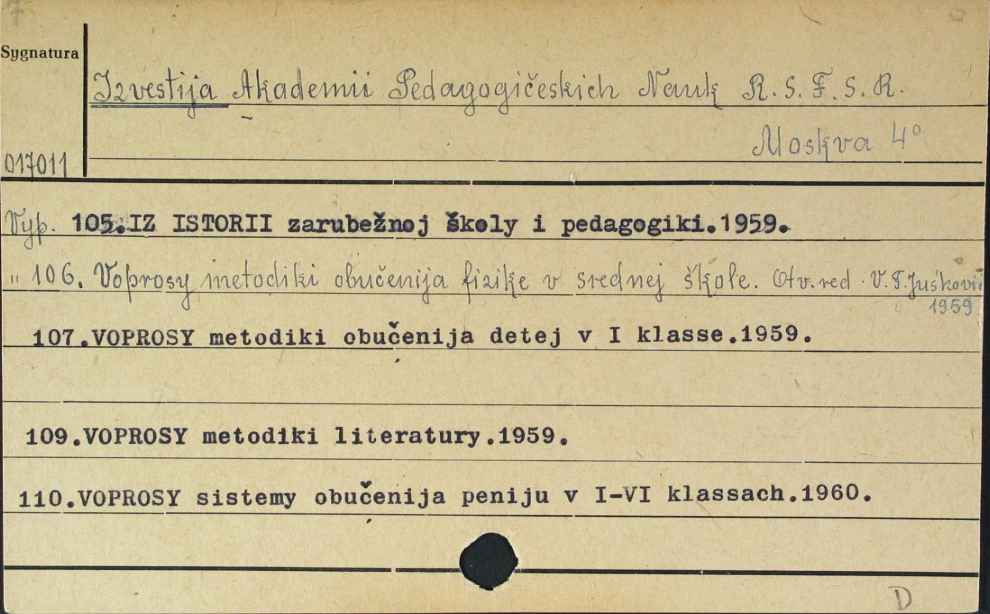 Sygnatura
Izvestija Akademii Pedagogičeskich Nauk R.S.F.S.R.
Moskva 4°
017011
Vyp. 105.IZ ISTORII zarubežnoj školy i pedagogiki.1959.
" 106. Voprosy metodiki obučenija fizike v srednej škole. Otv. red. V.F. Juškovič
1959
107.VOPROSY metodiki obučenija detej v I klasse.1959.
109.VOPROSY metodiki literatury.1959.
110.VOPROSY sistemy obučenija peniju v I-VI klassach.1960.
D